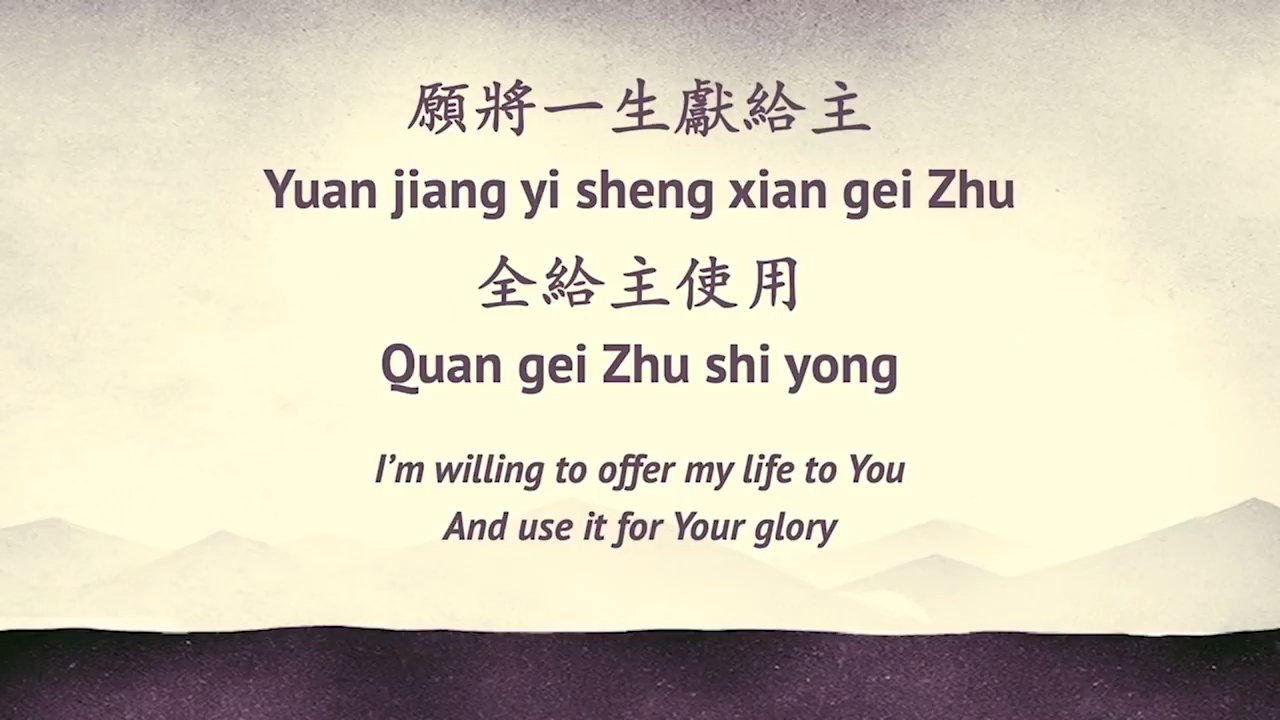 願將一生獻給主
Yuan jiang yi sheng xian gei Zhu
全給主使用
Quan gei Zhu shi yong
I’m willing to offer my life to You
And use it for Your glory